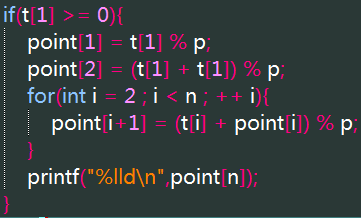 if(t[1] >= 0){
point[1] = t[1] % p;
point[2] = (t[1] + t[1]) % p;
for(int i = 2 ; i < n ; ++ i){
point[i+1] = (t[i] + point[i]) % p;
}
printf("%lld\n",point[n]);
}